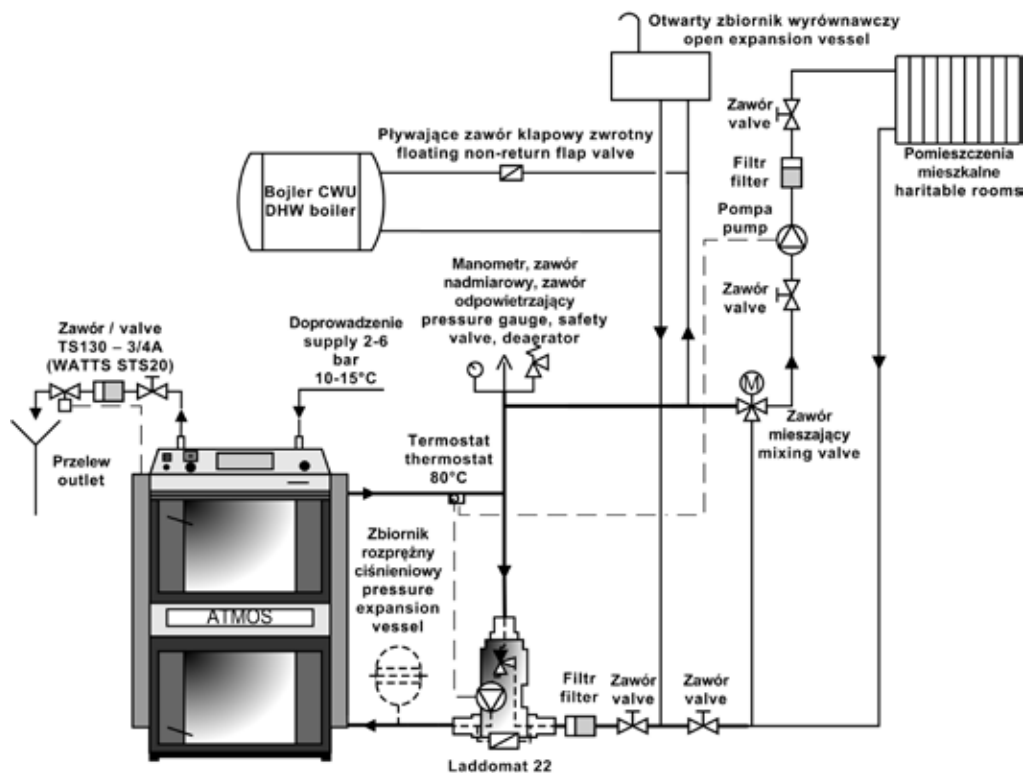 Otwarty zbiornik wyrównawczy
open expansion vessel
Zawór
valve
Pływające zawór klapowy zwrotny
floating non-return flap valve
Filtr
filter
Pomieszczenia
mieszkalne
haritable rooms
Bojler CWU
DHW boiler
Pompa
pump
Manometr, zawór
nadmiarowy, zawór
odpowietrzający
pressure gauge, safety
valve, deaerator
Zawór
valve
Zawór / valve
TS130 – 3/4A
(WATTS STS20)
Doprowadzenie
supply 2-6
bar
10-15°C
M
Zawór
mieszający
mixing valve
Przelew
outlet
Termostat
thermostat
80°C
Zbiornik
rozprężny
ciśnieniowy
pressure
expansion
vessel
ATMOS
Filtr
filter
Zawór
valve
Zawór
valve
Laddomat 22